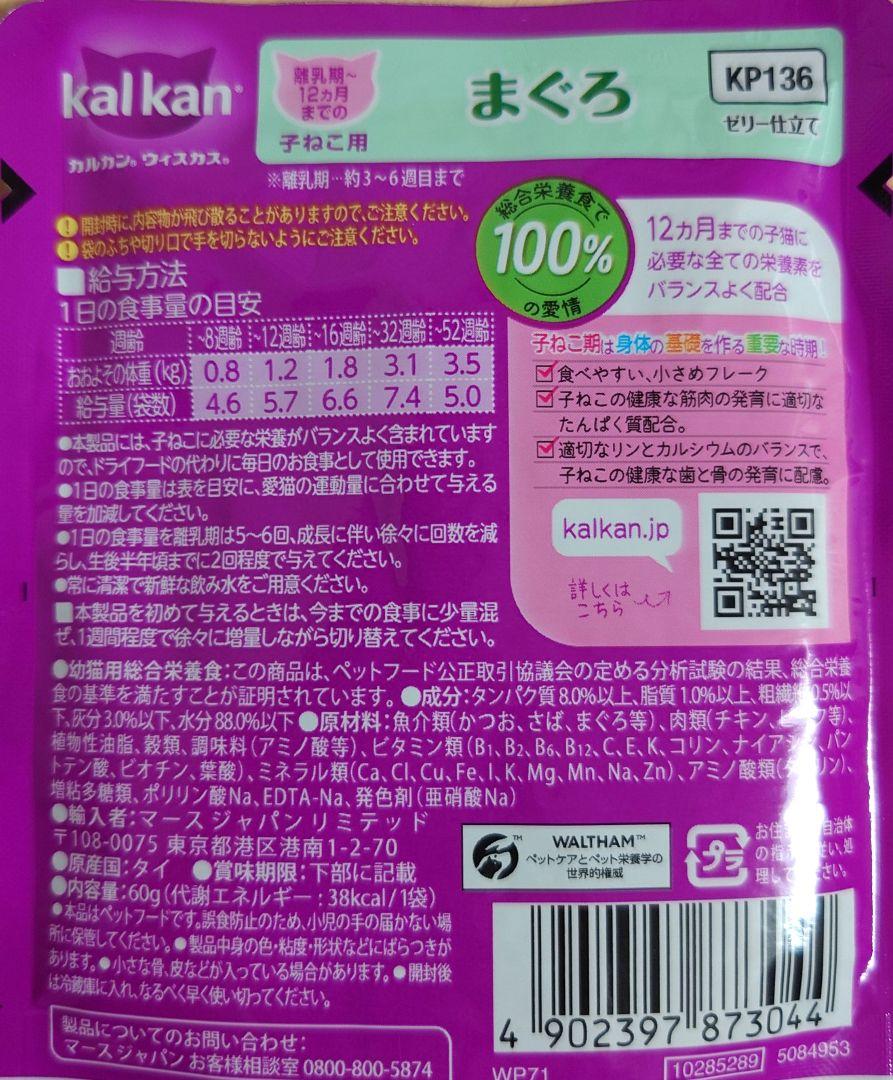 kal kan®
カルカン® ウィスカス®
離乳期～
12ヵ月
までの
子ねこ用
まぐろ
KP136
ゼリー仕立て
※離乳期…約3～6週目まで
! 開封時に、内容物が飛び散ることがありますので、ご注意ください。
! 袋のふちや切り口で手を切らないようにご注意ください。
総合栄養食で
100%
の愛情
12カ月までの子猫に
必要な全ての栄養素を
バランスよく配合
■給与方法
1日の食事量の目安
週齢 ~8週齢 ~12週齢 ~16週齢 ~32週齢 ~52週齢
おおよその体重(kg) 0.8 1.2 1.8 3.1 3.5
給与量(袋数) 4.6 5.7 6.6 7.4 5.0
子ねこ期は身体の基礎を作る重要な時期!
食べやすい、小さめフレーク
子ねこの健康な筋肉の発育に適切な
たんぱく質配合。
適切なリンとカルシウムのバランスで、
子ねこの健康な歯と骨の発育に配慮。
kalkan.jp
詳しくは
こちら
●本製品には、子ねこに必要な栄養がバランスよく含まれています
ので、ドライフードの代わりに毎日のお食事として使用できます。
●1日の食事量は表を目安に、愛猫の運動量に合わせて与える
量を加減してください。
●1日の食事量を離乳期は5～6回、成長に伴い徐々に回数を減
らし、生後半年頃までに2回程度で与えてください。
●常に清潔で新鮮な飲み水をご用意ください。
■本製品を初めて与えるときは、今までの食事に少量混
ぜ、1週間程度で徐々に増量しながら切り替えてください。
●幼猫用総合栄養食：この商品は、ペットフード公正取引協議会の定める分析試験の結果、総合栄養
食の基準を満たすことが証明されています。●成分：タンパク質8.0%以上、脂質1.0%以上、粗繊維0.5%以
下、灰分3.0%以下、水分88.0%以下●原材料：魚介類(かつお、さば、まぐろ等)、肉類(チキン、ポーク等)、
植物性油脂、穀類、調味料(アミノ酸等)、ビタミン類(B1、B2、B6、B12、C、E、K、コリン、ナイアシン、パン
トテン酸、ビオチン、葉酸)、ミネラル類(Ca、Cl、Cu、Fe、I、K、Mg、Mn、Na、Zn)、アミノ酸類(タウリン)、
増粘多糖類、ポリリン酸Na、EDTA-Na、発色剤(亜硝酸Na)
●輸入者：マース ジャパン リミテッド
〒108-0075 東京都港区港南1-2-70
●原産国：タイ ●賞味期限：下部に記載
●内容量：60g(代謝エネルギー：38kcal/1袋)
●本品はペットフードです。誤食防止のため、小児の手の届かない場
所に保管してください。●製品中身の色・粘度・形状などにばらつきが
あります。●小さな骨、皮などが入っている場合があります。●開封後
は冷蔵庫に入れ、なるべく早く使い切ってください。
WALTHAM™
ペットケアとペット栄養学の
世界的権威
プラ
お住 自治体
の指 い、処
理し ください。
製品についてのお問い合わせ：
マースジャパン お客様相談室 0800-800-5874
4 902397 873044
WP71
10285289
5084953